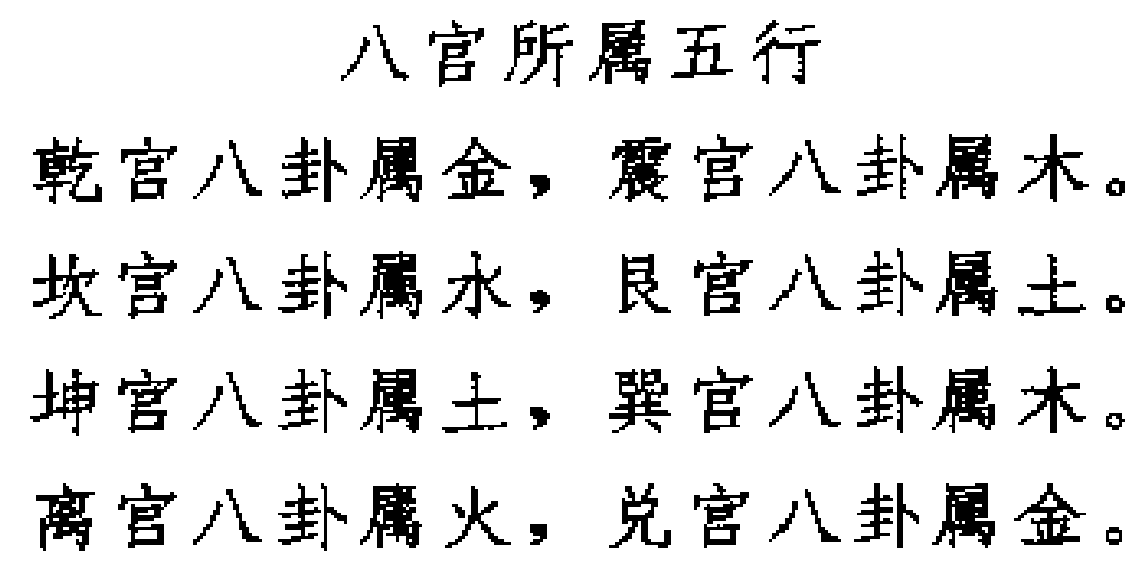 八官所属五行
乾宫八卦属金，震宫八卦属木。
坎宫八卦属水，艮宫八卦属土。
坤宫八卦属土，巽宫八卦属木。
离宫八卦属火，兑宫八卦属金。